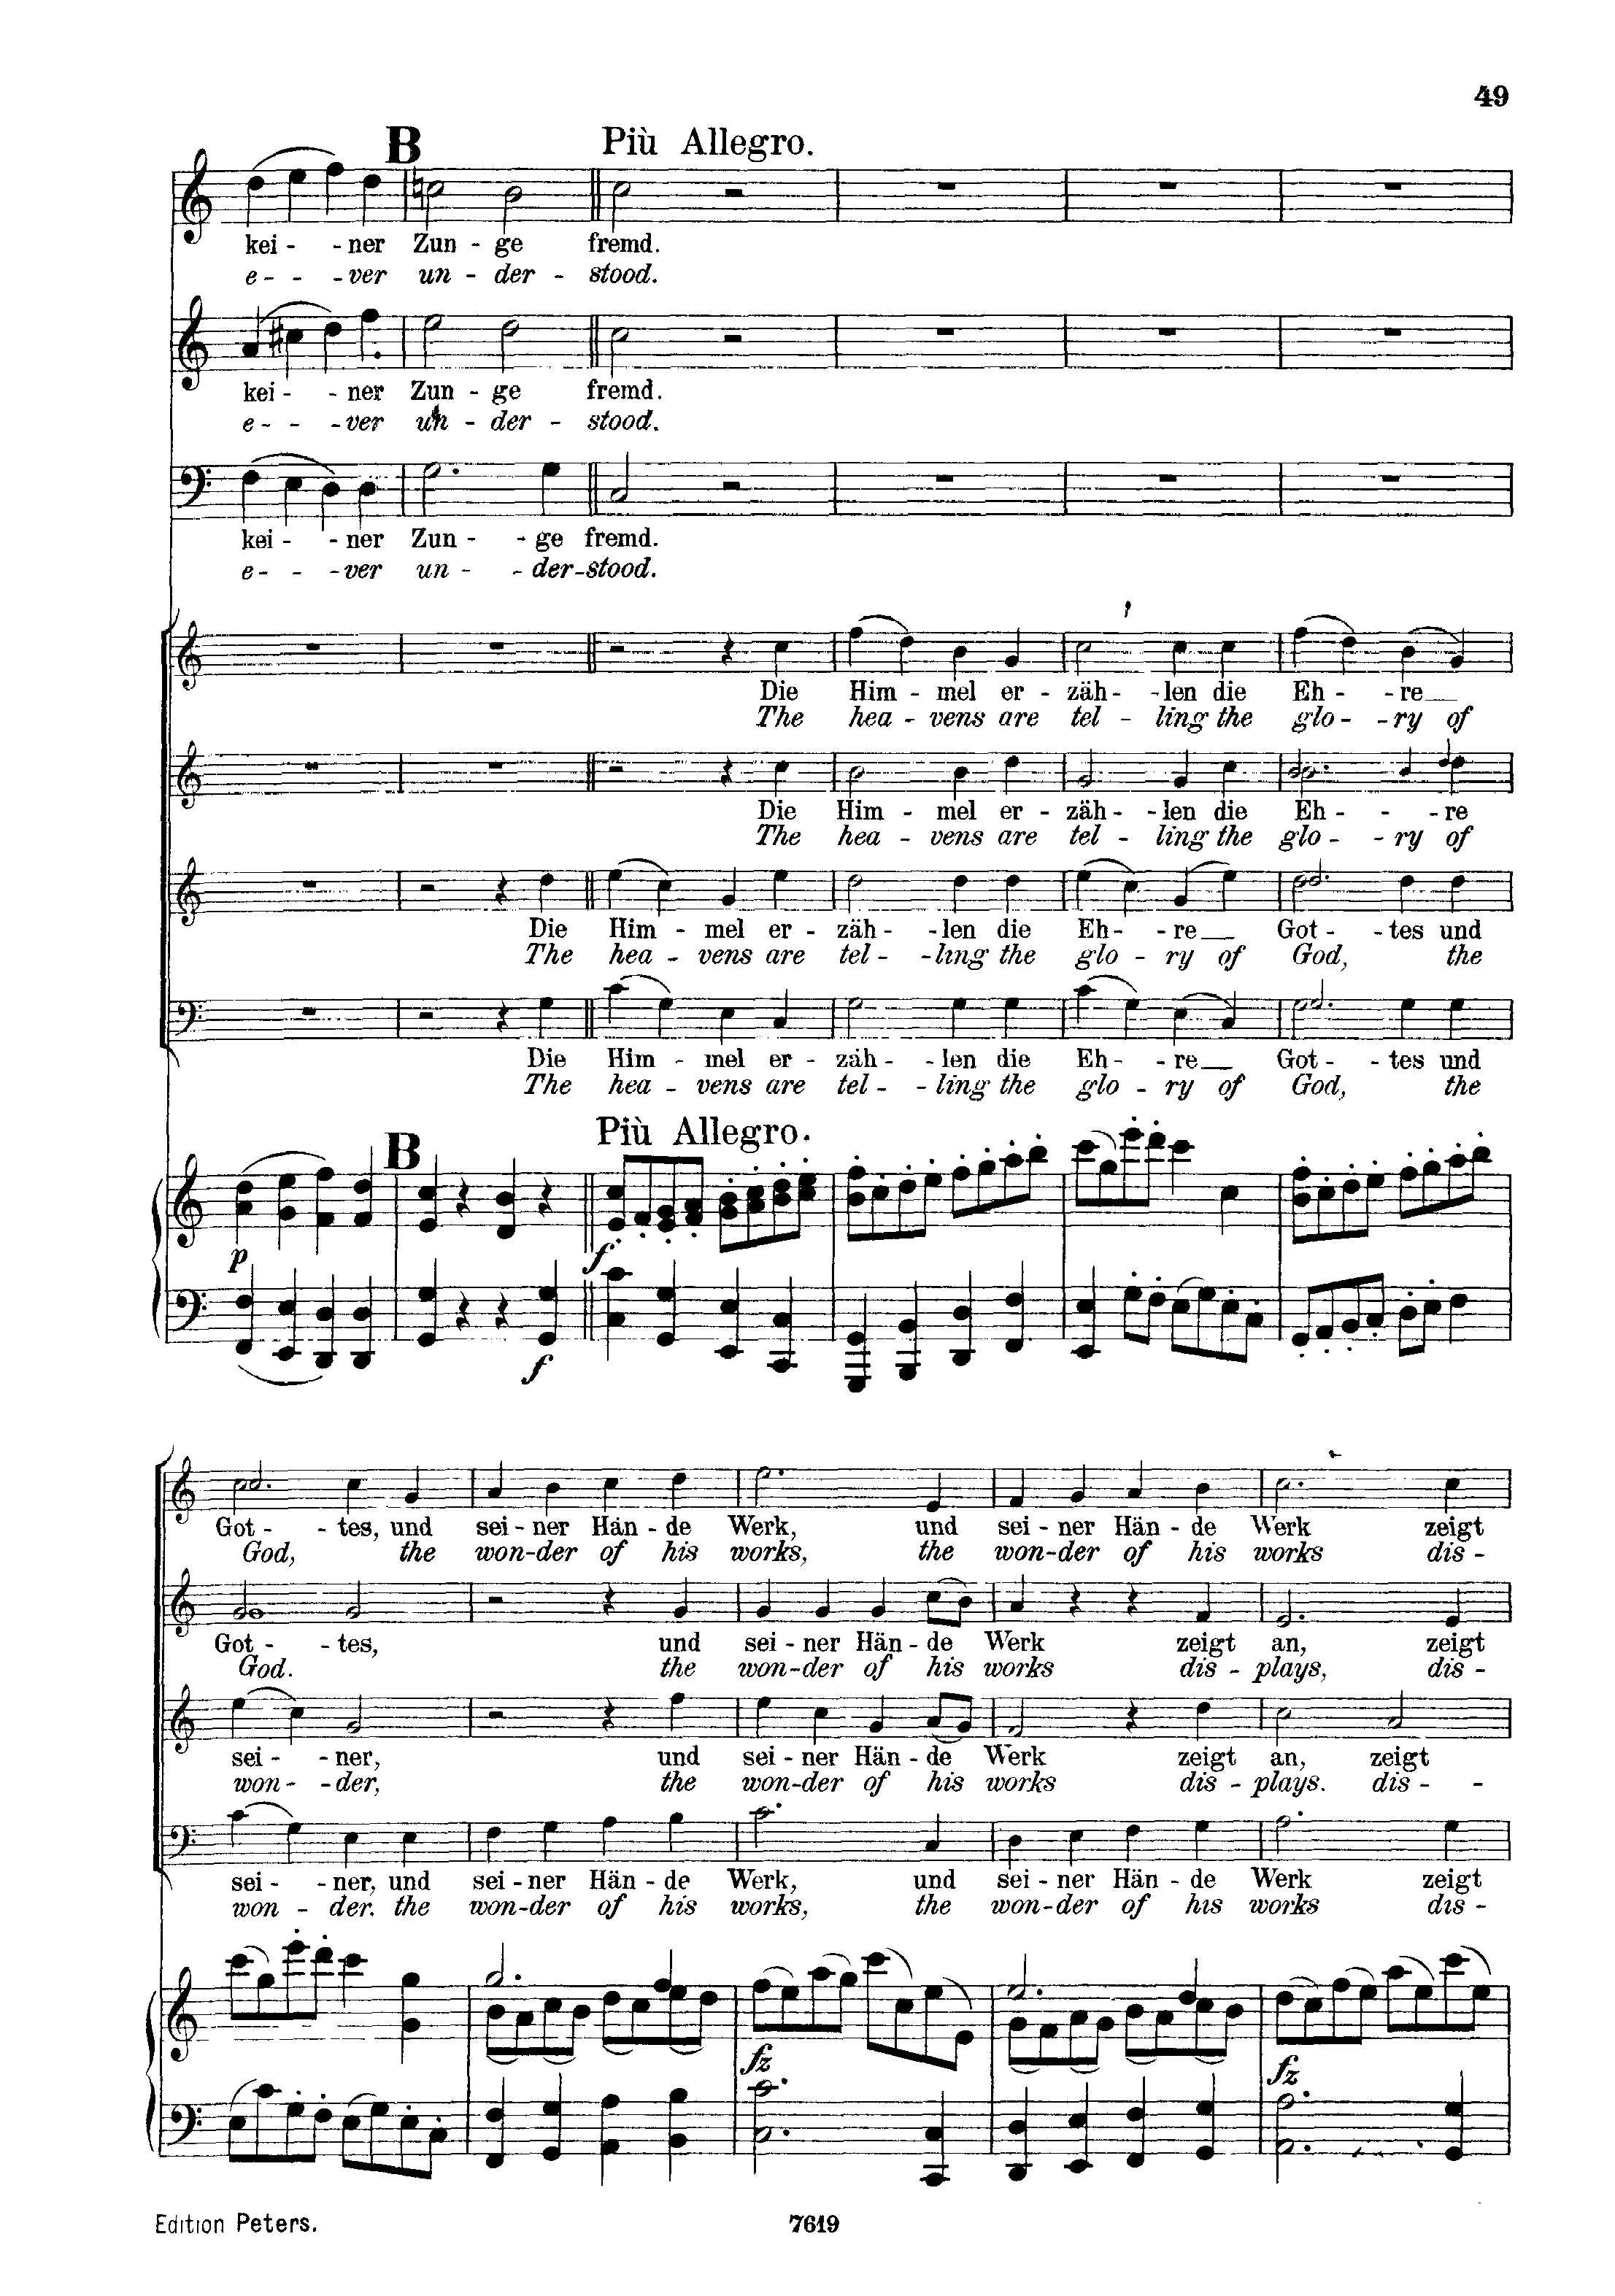 49
B Più Allegro.
kei - - ner Zun - ge fremd.
e - - - ver un - der - stood.
kei - - ner Zun - ge fremd.
e - - - ver un - der - stood.
kei - - ner Zun - - ge fremd.
e - - - ver un - - der - stood.
Die Him - mel er - zäh - - len die Eh - - re
The hea - vens are tel - ling the glo - - ry of
Die Him - mel er - zäh - - len die Eh - - - re
The hea - vens are tel - ling the glo - - ry of
Die Him - mel er - zäh - - len die Eh - - re Got - - tes und
The hea - vens are tel - - ling the glo - ry of God, the
Die Him - mel er - zäh - - len die Eh - - re Got - - tes und
The hea - vens are tel - - ling the glo - ry of God, the
B Più Allegro.
p f
f
Got - - tes, und sei - ner Hän - de Werk, und sei - ner Hän - de Werk zeigt
God, the won - der of his works, the won - der of his works dis -
Got - - tes, und sei - ner Hän - de Werk zeigt an, zeigt
God. the won - der of his works dis - plays, dis -
sei - - ner, und sei - ner Hän - de Werk zeigt an, zeigt
won - - der, the won - der of his works dis - plays. dis - -
sei - - ner, und sei - ner Hän - de Werk, und sei - ner Hän - de Werk zeigt
won - der. the won - der of his works, the won - der of his works dis -
fz fz
Edition Peters. 7619